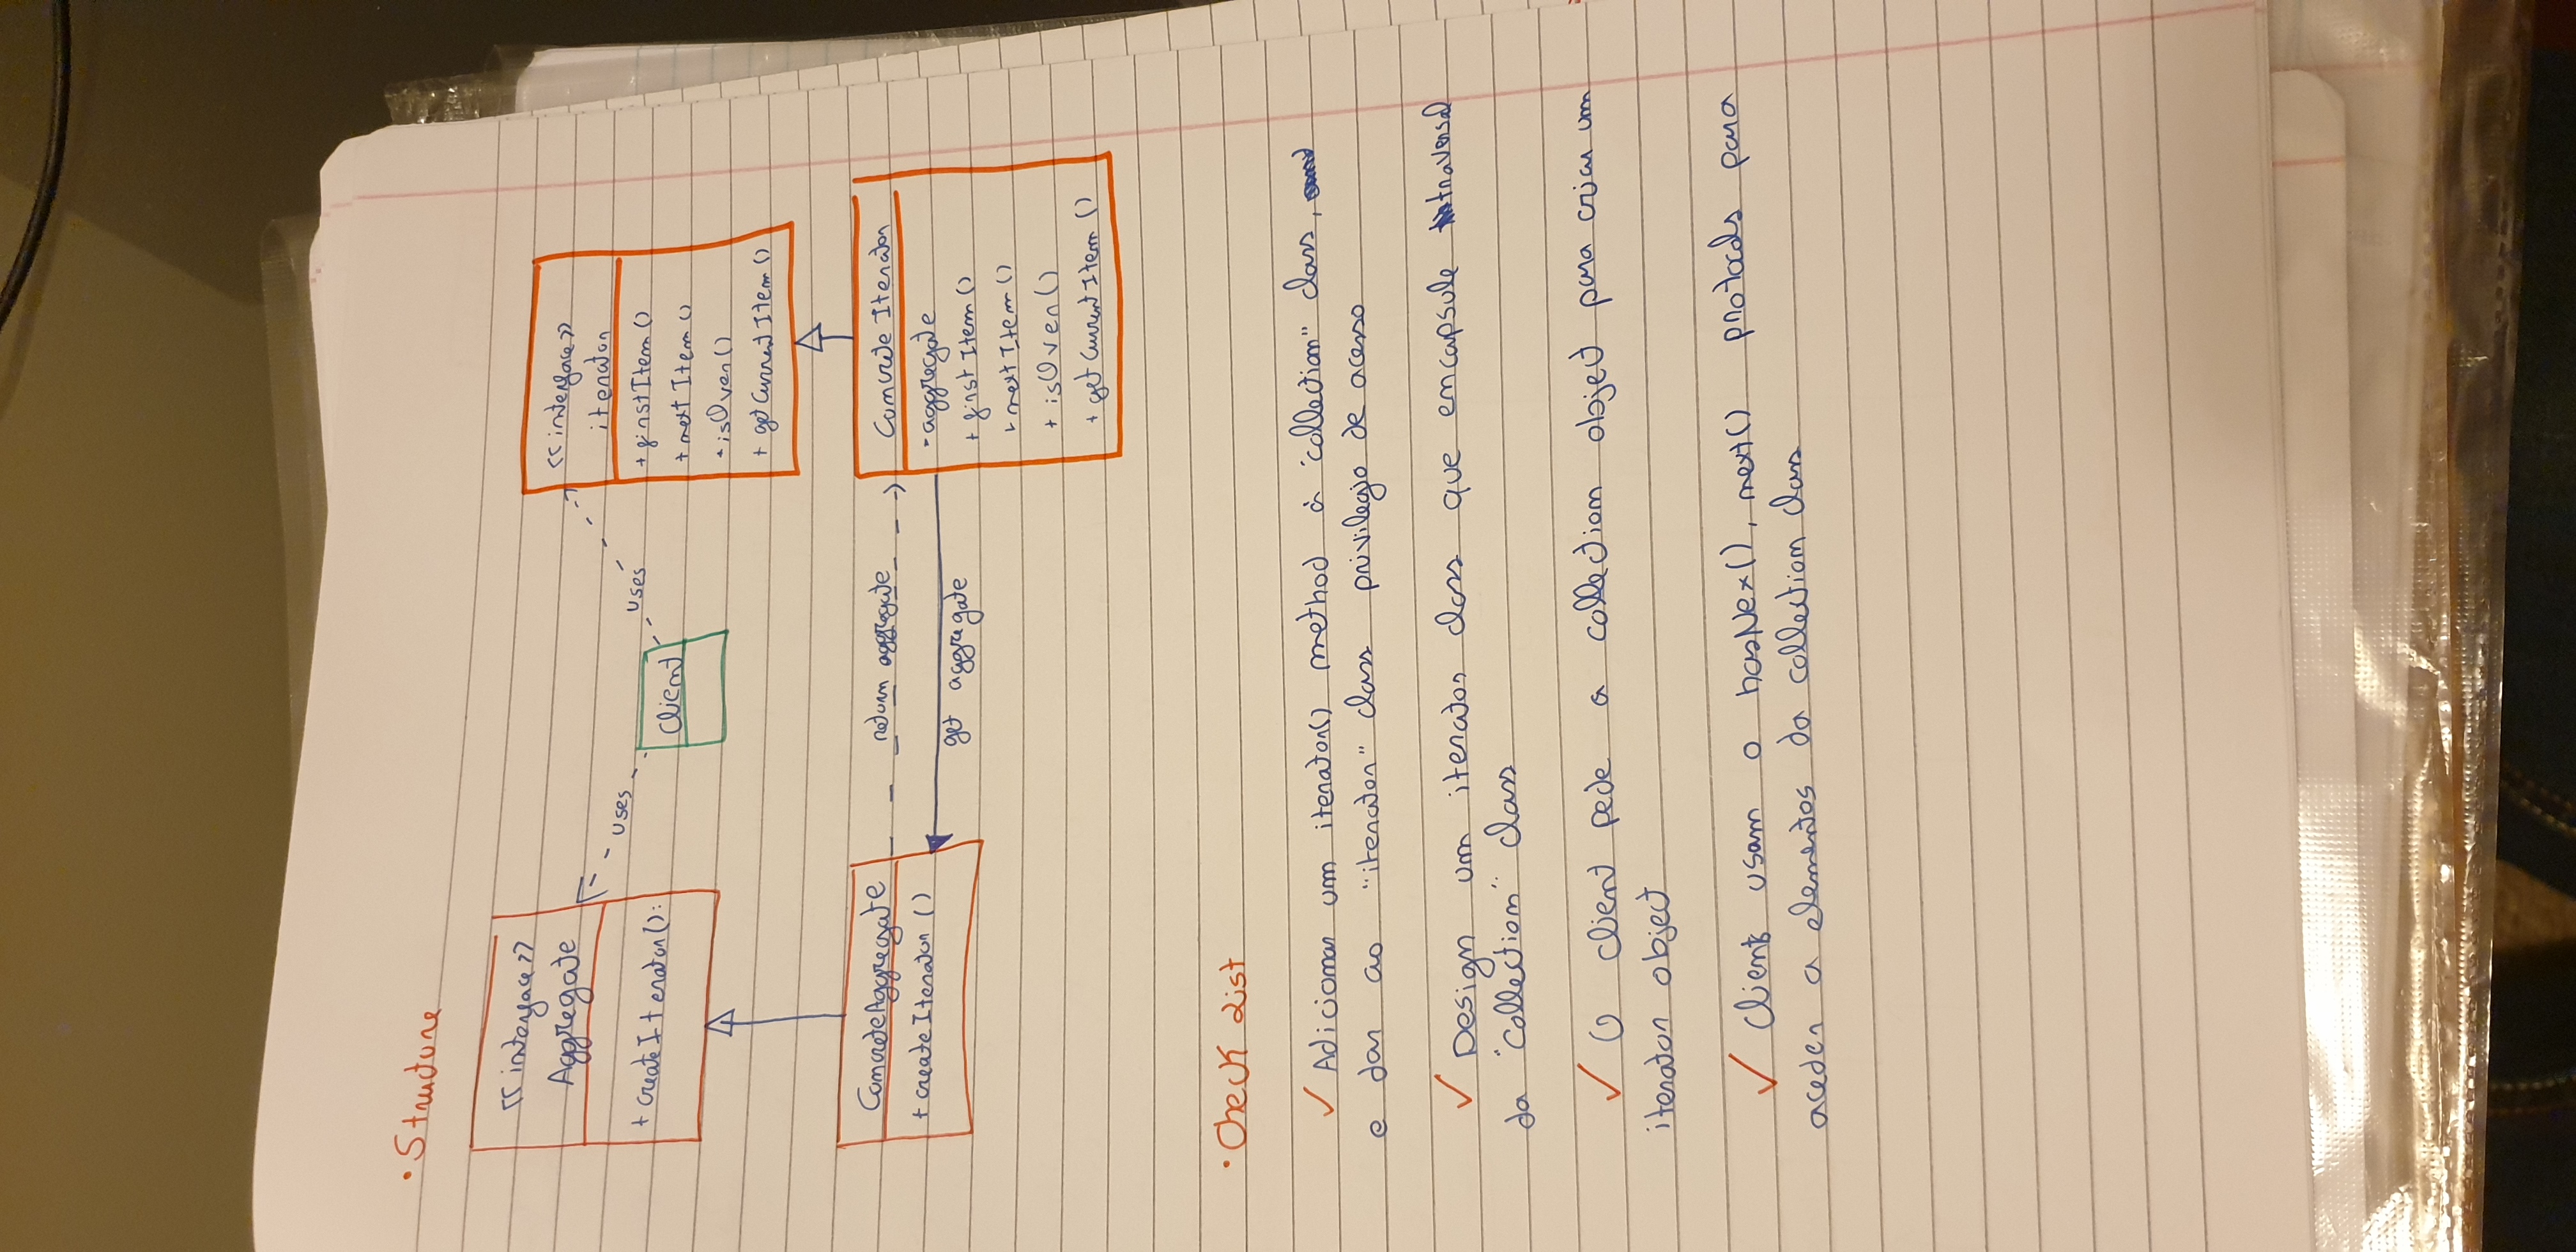 • Structure
<<interface>>
Aggregate
+ createIterator():
uses
Client
uses
<<interface>>
iterator
+ firstItem()
+ nextItem()
+ isOver()
+ getCurrentItem()
ConcreteAggregate
+ createIterator()
return aggregate
get aggregate
Concrete Iterator
- aggregate
+ firstItem()
+ nextItem()
+ isOver()
+ getCurrentItem()
• Check List
✓ Adicionar um iterator() method à "collection" class,
e dar ao "iterator" class privilegio de acesso
✓ Design um iterator class que encapsule traversal
da "collection" class
✓ O client pede a collection object para criar um
iterator object
✓ Clients usam o hasNex(), next() protocols para
aceder a elementos da collection class